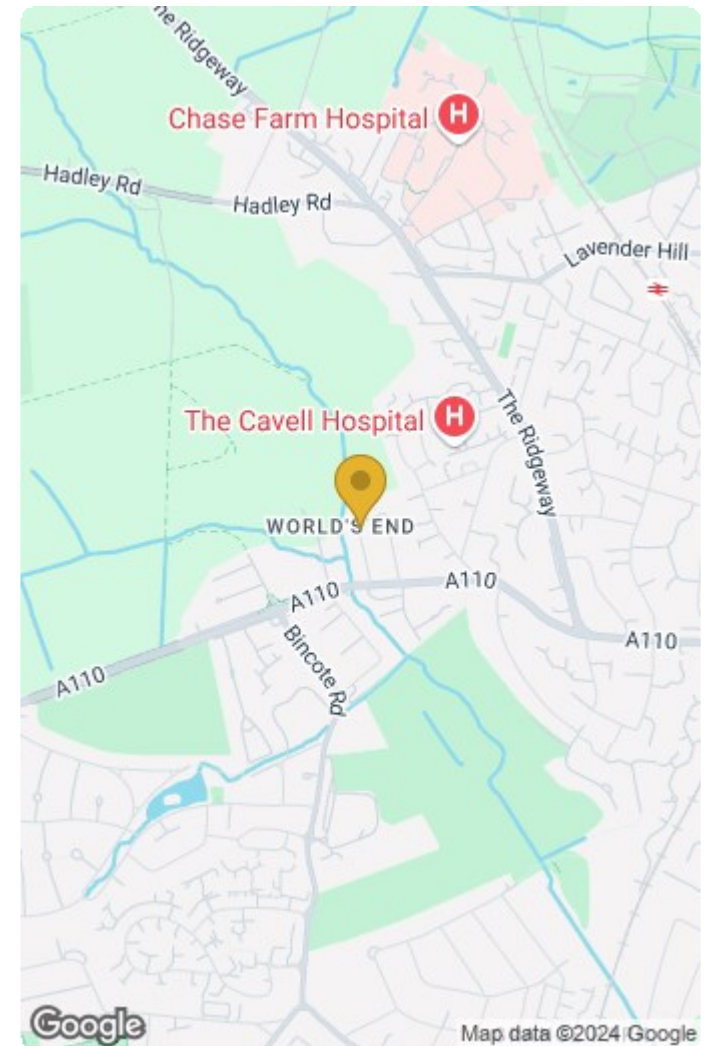 The Ridgeway
Chase Farm Hospital
H
Hadley Rd
Hadley Rd
Lavender Hill
The Cavell Hospital
H
The Ridgeway
WORLD'S END
A110
A110
A110
A110
Bincote Rd
Google
Map data ©2024 Google